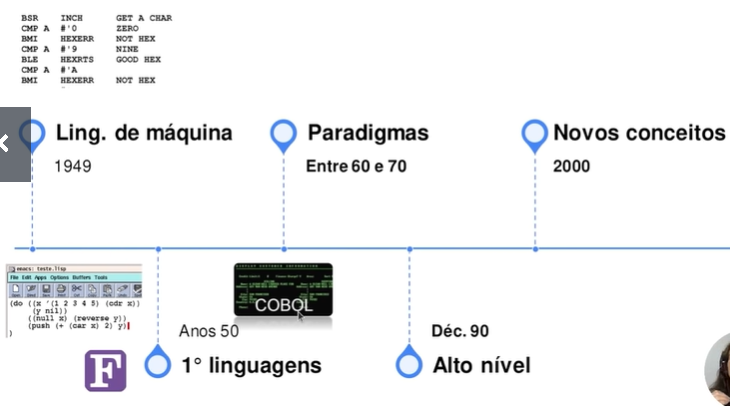 BSR INCH GET A CHAR
CMP A #'0 ZERO
BMI HEXERR NOT HEX
CMP A #'9 NINE
BLE HEXRTS GOOD HEX
CMP A #'A
BMI HEXERR NOT HEX
Ling. de máquina
1949
Paradigmas
Entre 60 e 70
Novos conceitos
2000
emacs: teste.lisp
File Edit Apps Options Buffers Tools
(do ((x '(1 2 3 4 5) (cdr x))
(y nil))
((null x) (reverse y))
(push (+ (car x) 2) y)
)
COBOL
Anos 50
1° linguagens
F
Déc. 90
Alto nível